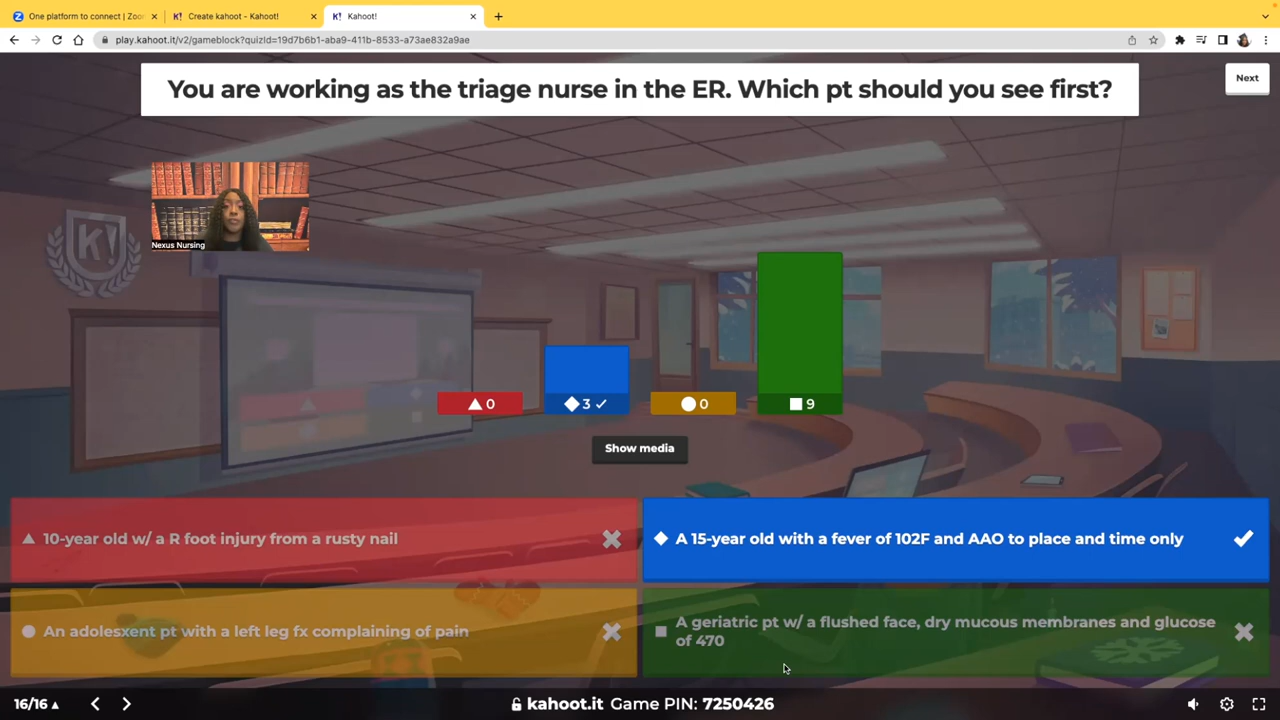 One platform to connect | Zoo
Create kahoot - Kahoot!
Kahoot!
play.kahoot.it/v2/gameblock?quizId=19d7b6b1-aba9-411b-8533-a73ae832a9ae
You are working as the triage nurse in the ER. Which pt should you see first?
Next
Nexus Nursing
K!
0
3
0
9
Show media
10-year old w/ a R foot injury from a rusty nail
A 15-year old with a fever of 102F and AAO to place and time only
An adolesxent pt with a left leg fx complaining of pain
A geriatric pt w/ a flushed face, dry mucous membranes and glucose
of 470
16/16
kahoot.it Game PIN: 7250426